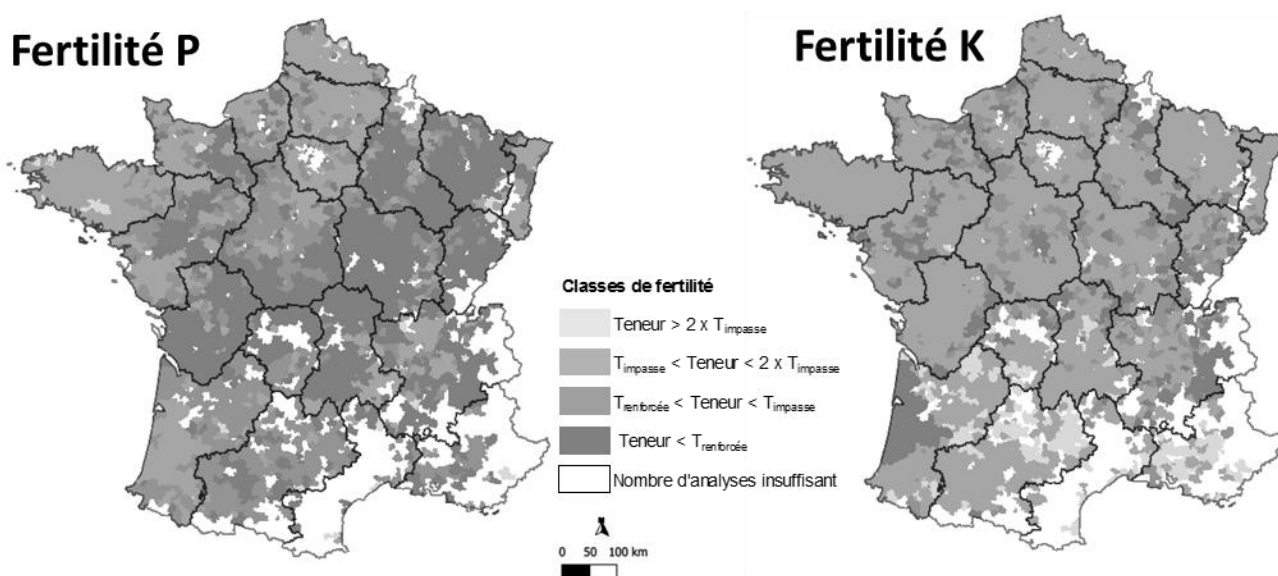 Fertilité P
Fertilité K
Classes de fertilité
Teneur > 2 x Timpasse
Timpasse < Teneur < 2 x Timpasse
Trenforcée < Teneur < Timpasse
Teneur < Trenforcée
Nombre d'analyses insuffisant
0 50 100 km